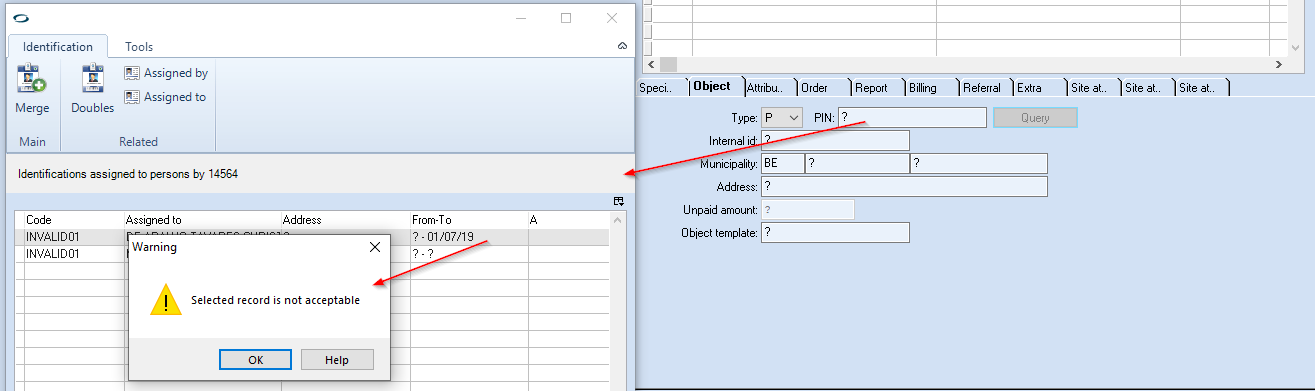 Identification Tools
Merge
Doubles
Assigned by
Assigned to
Main
Related
Identifications assigned to persons by 14564
Code Assigned to Address From-To A
INVALID01 ? - 01/07/19
INVALID01 ? - ?
Warning
Selected record is not acceptable
OK Help
Speci.. Object Attribu.. Order Report Billing Referral Extra Site at.. Site at.. Site at..
Type: P PIN: ? Query
Internal id: ?
Municipality: BE ? ?
Address: ?
Unpaid amount: ?
Object template: ?